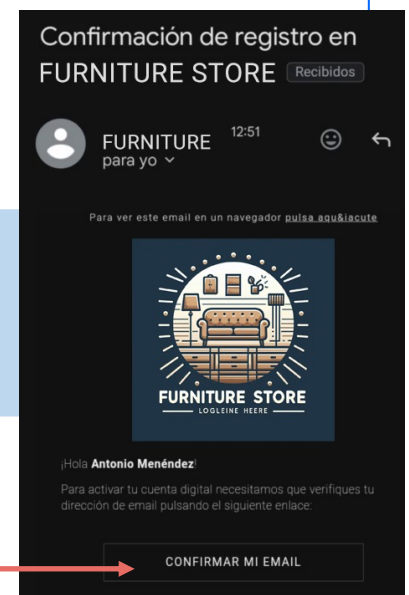 Confirmación de registro en
FURNITURE STORE Recibidos
FURNITURE 12:51
para yo
Para ver este email en un navegador pulsa aqu&iacute
FURNITURE STORE
LOGLEINE HEERE
¡Hola Antonio Menéndez!
Para activar tu cuenta digital necesitamos que verifiques tu
dirección de email pulsando el siguiente enlace:
CONFIRMAR MI EMAIL